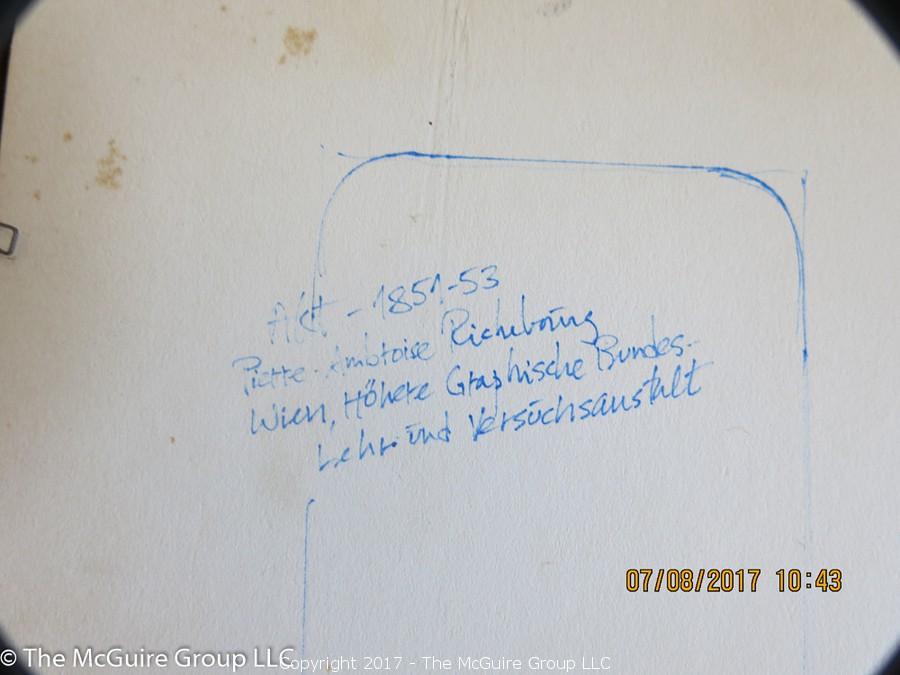 Akt - 1851-53
Pierre-Ambroise Richebourg
Wien, Höhere Graphische Bundes-
Lehr- und Versuchsanstalt
07/08/2017 10:43
© The McGuire Group LLC
Copyright 2017 - The McGuire Group LLC